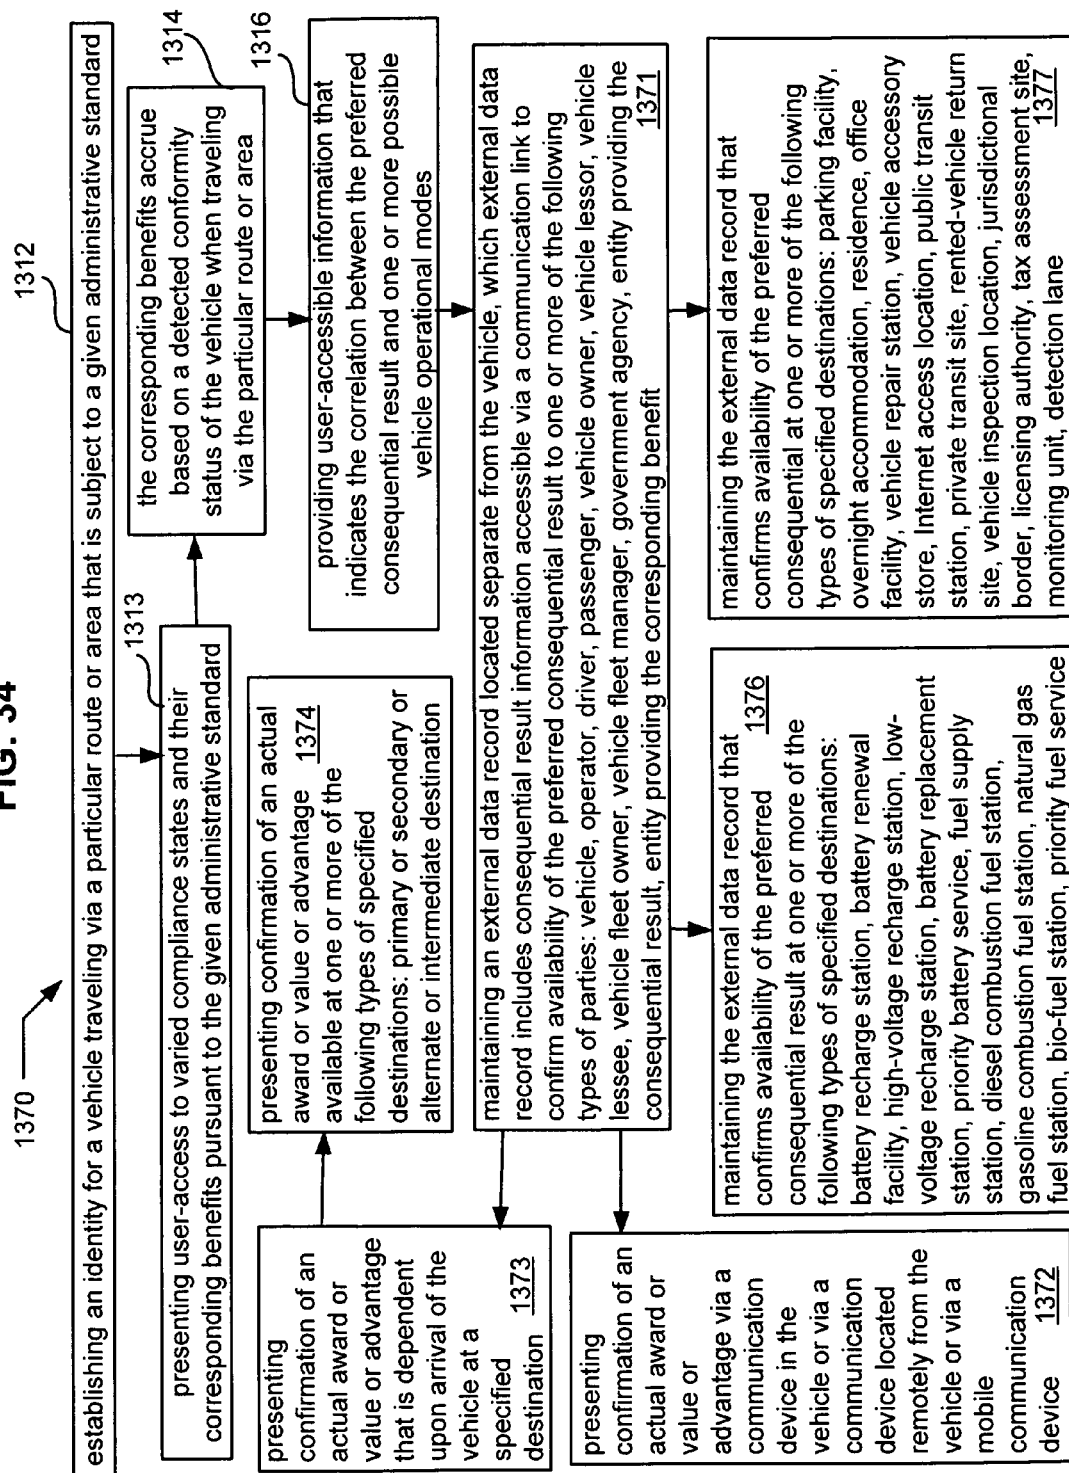 FIG. 34
1370
1312
establishing an identity for a vehicle traveling via a particular route or area that is subject to a given administrative standard
1313
presenting user-access to varied compliance states and their
corresponding benefits pursuant to the given administrative standard
1314
the corresponding benefits accrue
based on a detected conformity
status of the vehicle when traveling
via the particular route or area
1316
providing user-accessible information that
indicates the correlation between the preferred
consequential result and one or more possible
vehicle operational modes
maintaining an external data record located separate from the vehicle, which external data
record includes consequential result information accessible via a communication link to
confirm availability of the preferred consequential result to one or more of the following
types of parties: vehicle, operator, driver, passenger, vehicle owner, vehicle lessor, vehicle
lessee, vehicle fleet owner, vehicle fleet manager, government agency, entity providing the
consequential result, entity providing the corresponding benefit 1371
presenting
confirmation of an
actual award or
value or advantage
that is dependent
upon arrival of the
vehicle at a
specified
destination 1373
presenting confirmation of an actual
award or value or advantage 1374
available at one or more of the
following types of specified
destinations: primary or secondary or
alternate or intermediate destination
presenting
confirmation of an
actual award or
value or
advantage via a
communication
device in the
vehicle or via a
communication
device located
remotely from the
vehicle or via a
mobile
communication
device 1372
maintaining the external data record that
confirms availability of the preferred 1376
consequential result at one or more of the
following types of specified destinations:
battery recharge station, battery renewal
facility, high-voltage recharge station, low-
voltage recharge station, battery replacement
station, priority battery service, fuel supply
station, diesel combustion fuel station,
gasoline combustion fuel station, natural gas
fuel station, bio-fuel station, priority fuel service
maintaining the external data record that
confirms availability of the preferred
consequential at one or more of the following
types of specified destinations: parking facility,
overnight accommodation, residence, office
facility, vehicle repair station, vehicle accessory
store, Internet access location, public transit
station, private transit site, rented-vehicle return
site, vehicle inspection location, jurisdictional
border, licensing authority, tax assessment site,
monitoring unit, detection lane 1377